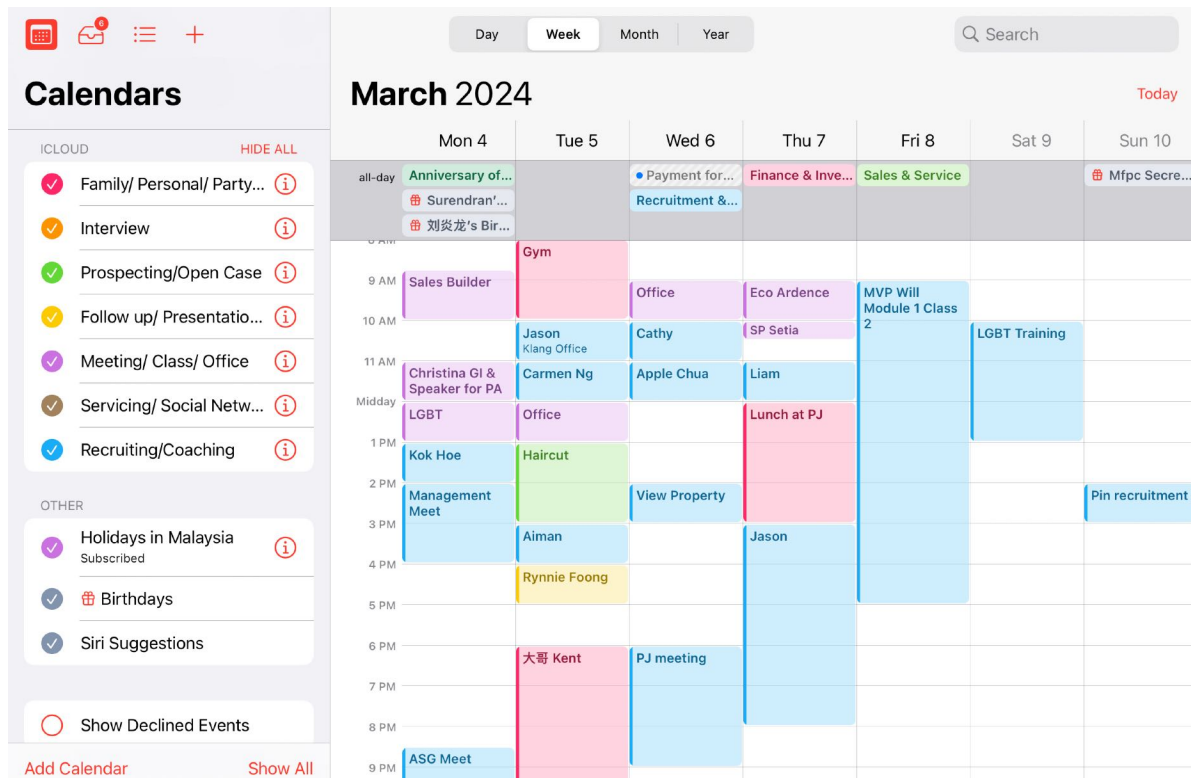 6
Day Week Month Year
Search
Calendars
March 2024
Today
ICLOUD HIDE ALL
Family/ Personal/ Party...
Interview
Prospecting/Open Case
Follow up/ Presentatio...
Meeting/ Class/ Office
Servicing/ Social Netw...
Recruiting/Coaching
OTHER
Holidays in Malaysia
Subscribed
Birthdays
Siri Suggestions
Show Declined Events
Add Calendar Show All
Mon 4 Tue 5 Wed 6 Thu 7 Fri 8 Sat 9 Sun 10
all-day
Anniversary of...
Surendran'...
刘炎龙's Bir...
Payment for...
Recruitment &...
Finance & Inve...
Sales & Service
Mfpc Secre...
8 AM
9 AM
10 AM
11 AM
Midday
1 PM
2 PM
3 PM
4 PM
5 PM
6 PM
7 PM
8 PM
9 PM
Sales Builder
Christina GI &
Speaker for PA
LGBT
Kok Hoe
Management
Meet
ASG Meet
Gym
Jason
Klang Office
Carmen Ng
Office
Haircut
Aiman
Rynnie Foong
大哥 Kent
Office
Cathy
Apple Chua
View Property
PJ meeting
Eco Ardence
SP Setia
Liam
Lunch at PJ
Jason
MVP Will
Module 1 Class
2
LGBT Training
Pin recruitment